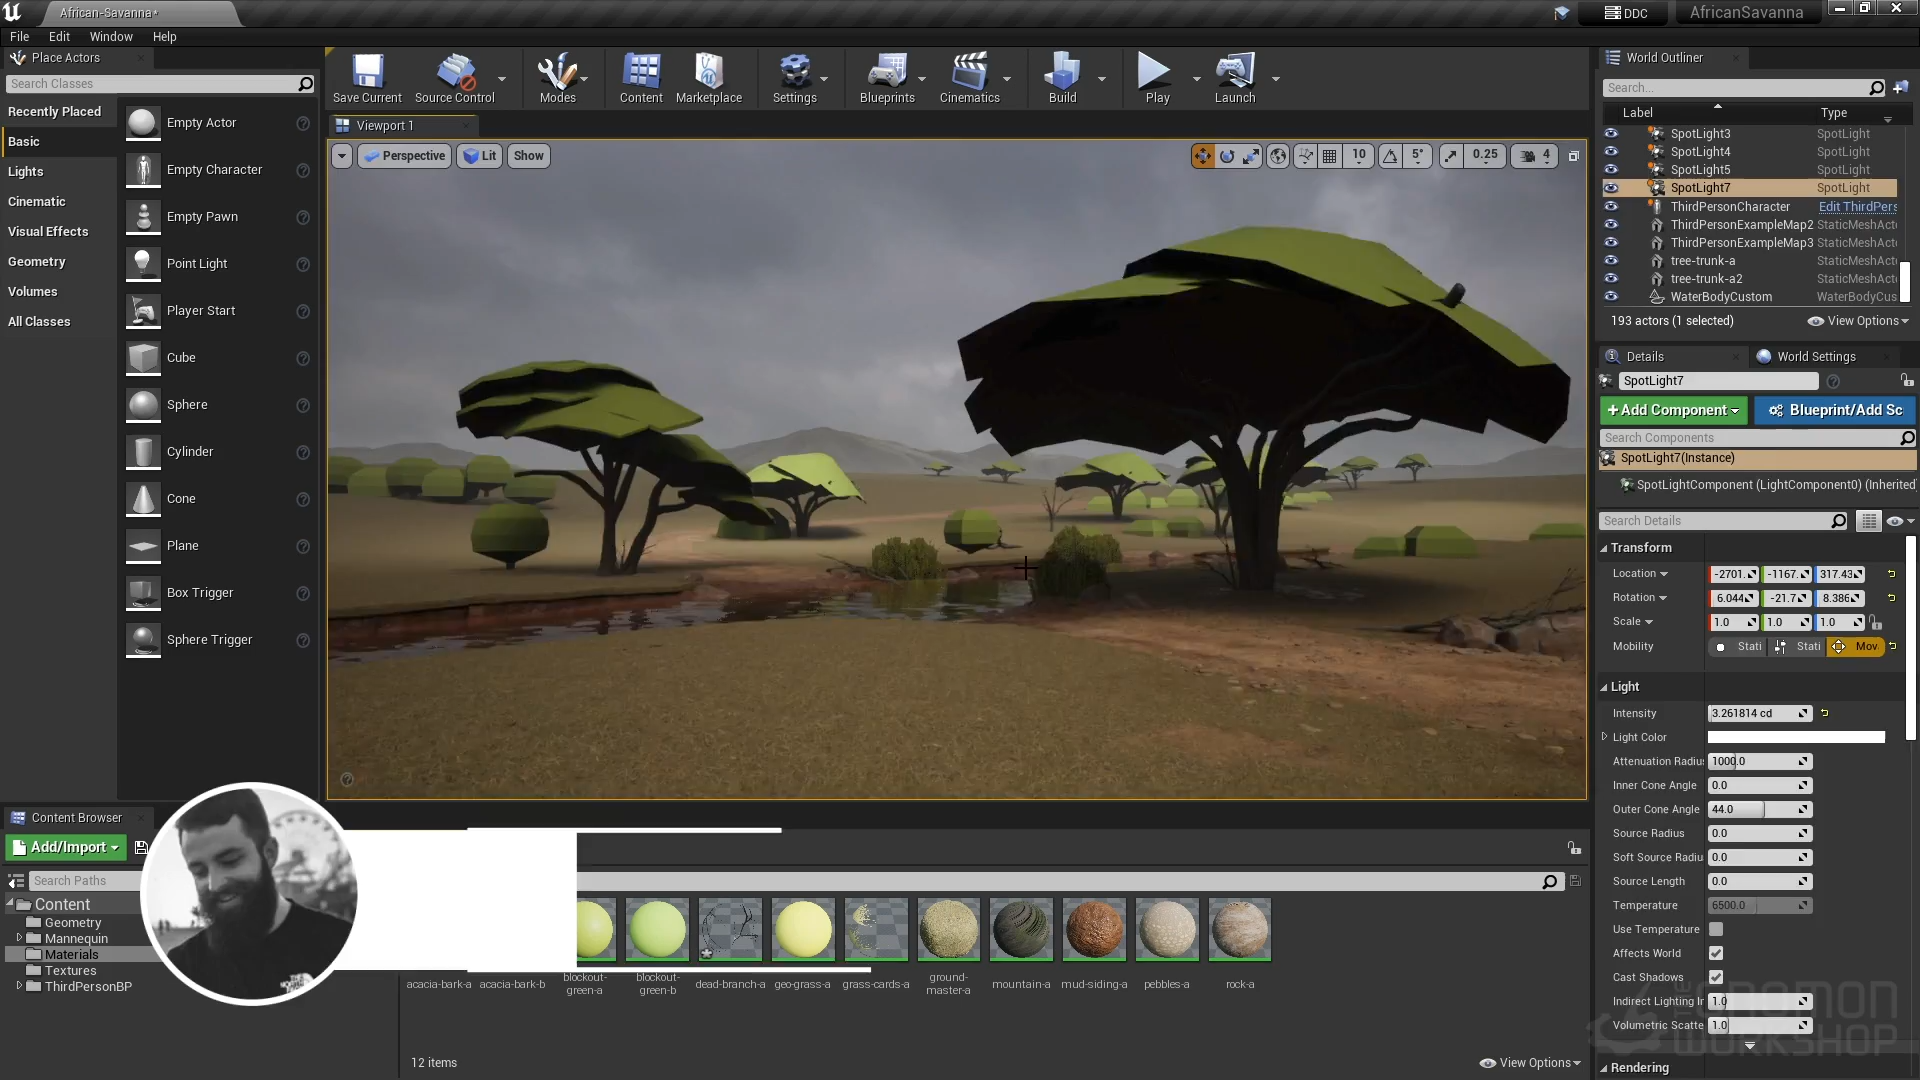 African-Savanna*
DDC
AfricanSavanna
File Edit Window Help
Place Actors
Search Classes
Recently Placed
Basic
Lights
Cinematic
Visual Effects
Geometry
Volumes
All Classes
Empty Actor
Empty Character
Empty Pawn
Point Light
Player Start
Cube
Sphere
Cylinder
Cone
Plane
Box Trigger
Sphere Trigger
Save Current Source Control Modes Content Marketplace Settings Blueprints Cinematics Build Play Launch
Viewport 1
Perspective Lit Show
10 5° 0.25 4
World Outliner
Search...
Label Type
SpotLight3 SpotLight
SpotLight4 SpotLight
SpotLight5 SpotLight
SpotLight7 SpotLight
ThirdPersonCharacter Edit ThirdPers
ThirdPersonExampleMap2 StaticMeshActo
ThirdPersonExampleMap3 StaticMeshActo
tree-trunk-a StaticMeshActo
tree-trunk-a2 StaticMeshActo
WaterBodyCustom WaterBodyCus
193 actors (1 selected) View Options
Details World Settings
SpotLight7
+Add Component Blueprint/Add Sc
Search Components
SpotLight7(Instance)
SpotLightComponent (LightComponent0) (Inherited
Search Details
Transform
Location -2701. -1167. 317.43
Rotation 6.044 -21.7 8.386
Scale 1.0 1.0 1.0
Mobility Stati Stati Mov
Light
Intensity 3.261814 cd
Light Color
Attenuation Radiu 1000.0
Inner Cone Angle 0.0
Outer Cone Angle 44.0
Source Radius 0.0
Soft Source Radiu 0.0
Source Length 0.0
Temperature 6500.0
Use Temperature
Affects World
Cast Shadows
Indirect Lighting In 1.0
Volumetric Scatte 1.0
Rendering
THE GNOMON
WORKSHOP
Content Browser
Add/Import
Search Paths
Content
Geometry
Mannequin
Materials
Textures
ThirdPersonBP
acacia-bark-a
acacia-bark-b
blockout-
green-a
blockout-
green-b
dead-branch-a
geo-grass-a
grass-cards-a
ground-
master-a
mountain-a
mud-siding-a
pebbles-a
rock-a
12 items
View Options